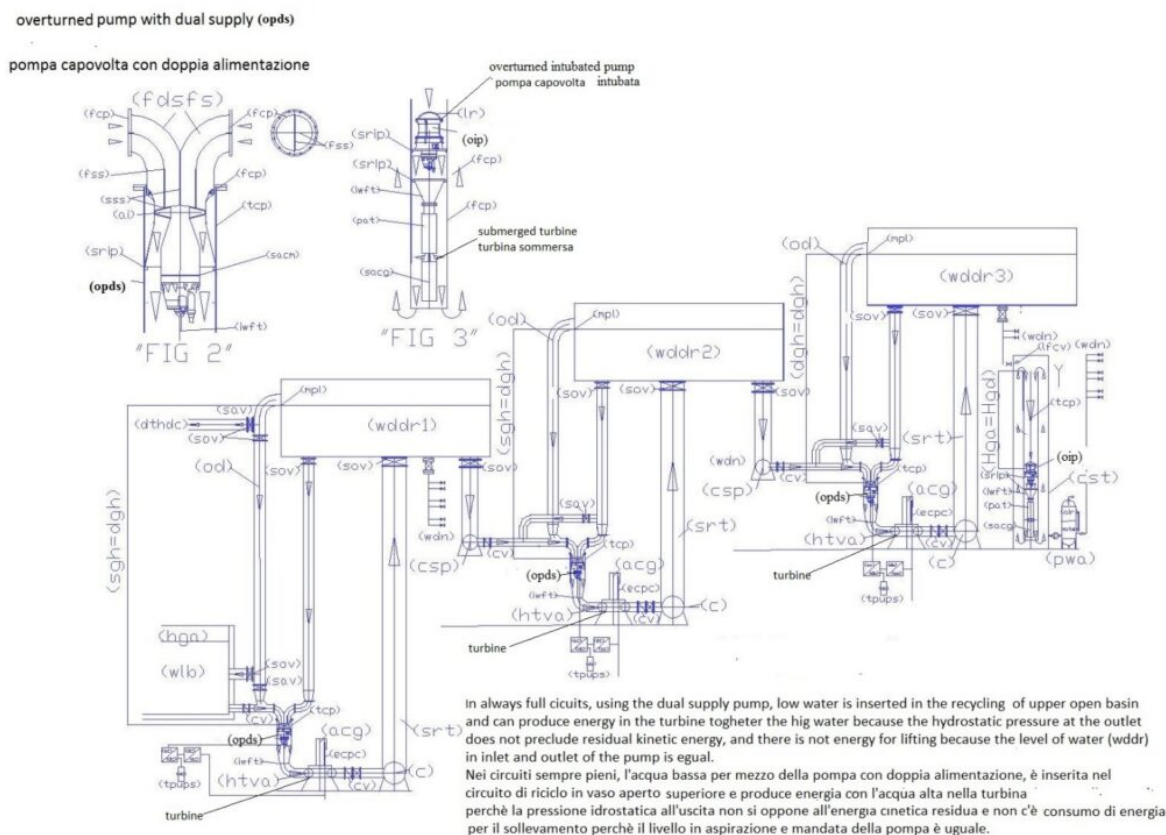 overturned pump with dual supply (opds)
pompa capovolta con doppia alimentazione
overturned intubated pump
pompa capovolta intubata
(fdsfs)
(fcp)
(fcp)
(fss)
(fss)
(fcp)
(sss)
(al)
(tcp)
(srip)
(sacm)
(opds)
(lwft)
"FIG 2"
(lr)
(oip)
(srip)
(srip)
(fcp)
(lwft)
(pat)
(fcp)
submerged turbine
turbina sommersa
(sacg)
"FIG 3"
(od)
(mpl)
(wddr3)
(sov)
(sov)
(dgh=dgh)
(wdn)
(lfcv)
(wdn)
(tcp)
(Hga=Hgd)
(oip)
(srip)
(lwft)
(pat)
(sacg)
(cst)
(pwa)
(srt)
(sav)
(tcp)
(opds)
(acg)
(ecpc)
(lwft)
(htva)
(cv)
(c)
turbine
(tpups)
(od)
(mpl)
(wddr2)
(sov)
(sov)
(sov)
(sgh=dgh)
(wdn)
(csp)
(cv)
(sav)
(srt)
(tcp)
(opds)
(acg)
(ecpc)
(lwft)
(htva)
(cv)
(c)
turbine
(tpups)
(mpl)
(sav)
(dthdc)
(sov)
(wddr1)
(sov)
(sov)
(sov)
(od)
(wdn)
(csp)
(cv)
(sgh=dgh)
(srt)
(hga)
(wlb)
(sav)
(sav)
(cv)
(tcp)
(opds)
(acg)
(ecpc)
(lwft)
(htva)
(cv)
(c)
turbine
(tpups)
In always full cicuits, using the dual supply pump, low water is inserted in the recycling of upper open basin
and can produce energy in the turbine togheter the hig water because the hydrostatic pressure at the outlet
does not preclude residual kinetic energy, and there is not energy for lifting because the level of water (wddr)
in inlet and outlet of the pump is egual.
Nei circuiti sempre pieni, l'acqua bassa per mezzo della pompa con doppia alimentazione, è inserita nel
circuito di riciclo in vaso aperto superiore e produce energia con l'acqua alta nella turbina
perchè la pressione idrostatica all'uscita non si oppone all'energia cinetica residua e non c'è consumo di energia
per il sollevamento perchè il livello in aspirazione e mandata della pompa è uguale.